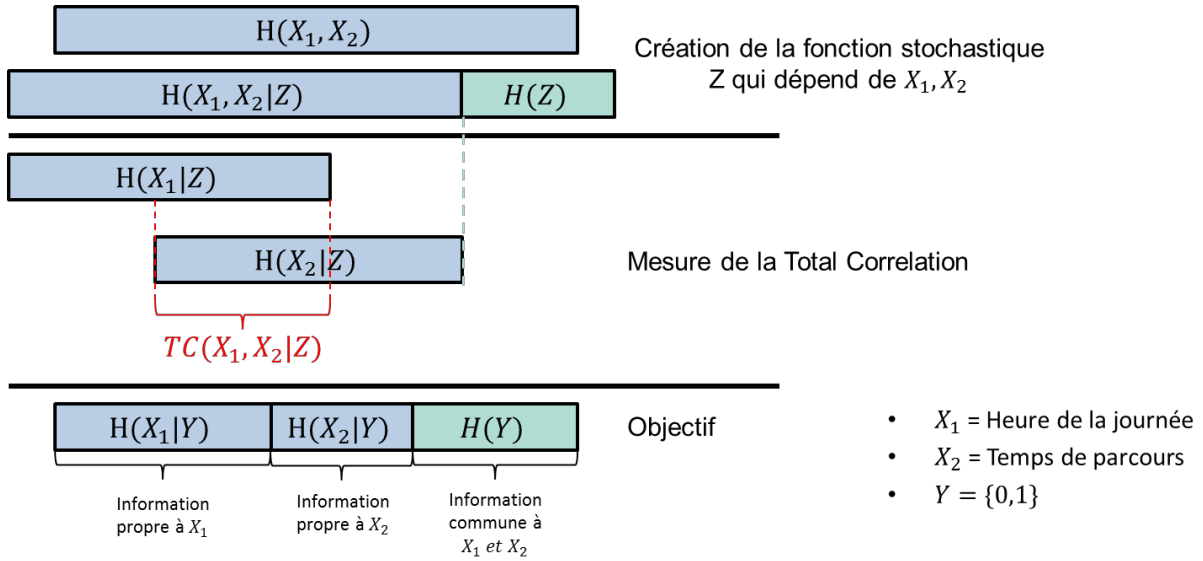 H(X₁, X₂)
Création de la fonction stochastique
Z qui dépend de X₁, X₂
H(X₁, X₂|Z)
H(Z)
H(X₁|Z)
H(X₂|Z)
Mesure de la Total Correlation
TC(X₁, X₂|Z)
H(X₁|Y)
H(X₂|Y)
H(Y)
Objectif
Information
propre à X₁
Information
propre à X₂
Information
commune à
X₁ et X₂
• X₁ = Heure de la journée
• X₂ = Temps de parcours
• Y = {0,1}